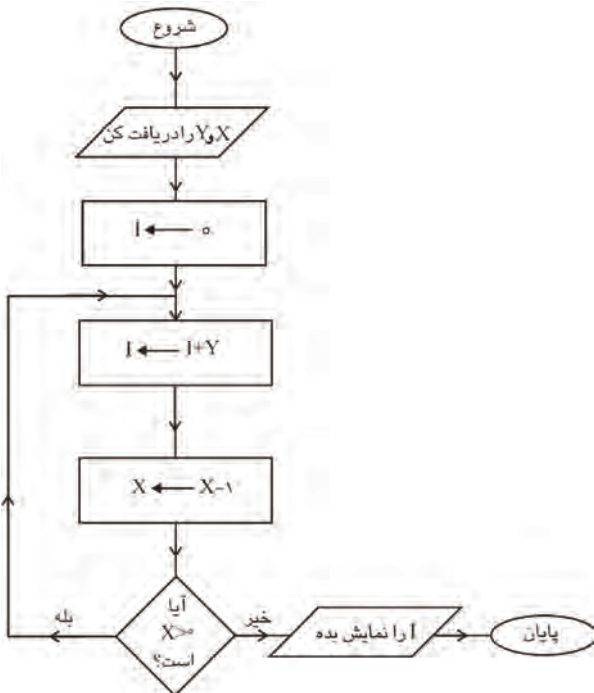 شروع
X و Y را دریافت کن
I ← ۰
I ← I+Y
X ← X-۱
آیا
X>۰
است؟
بله
خیر
I را نمایش بده
پایان